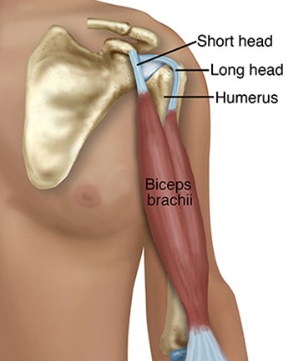 Short head
Long head
Humerus
Biceps
brachii